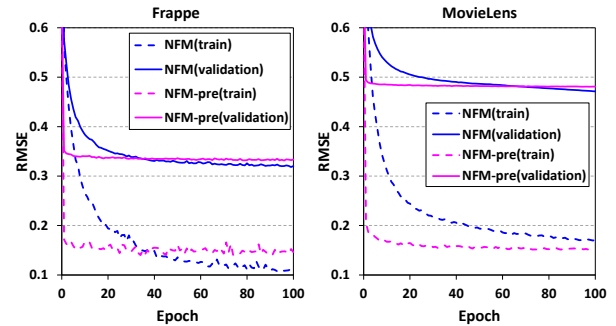 Frappe
0.6
0.5
0.4
0.3
0.2
0.1
RMSE
NFM(train)
NFM(validation)
NFM-pre(train)
NFM-pre(validation)
0 20 40 60 80 100
Epoch
MovieLens
0.6
0.5
0.4
0.3
0.2
0.1
RMSE
NFM(train)
NFM(validation)
NFM-pre(train)
NFM-pre(validation)
0 20 40 60 80 100
Epoch